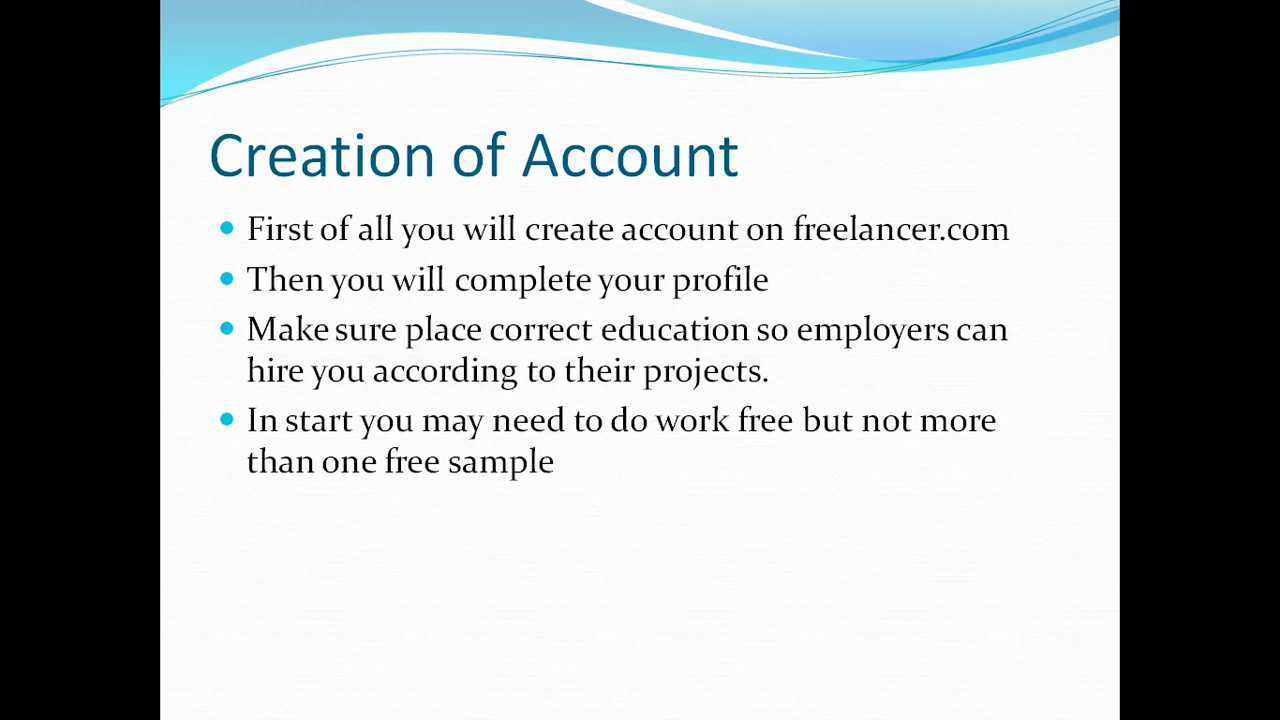 Creation of Account
First of all you will create account on freelancer.com
Then you will complete your profile
Make sure place correct education so employers can
hire you according to their projects.
In start you may need to do work free but not more
than one free sample